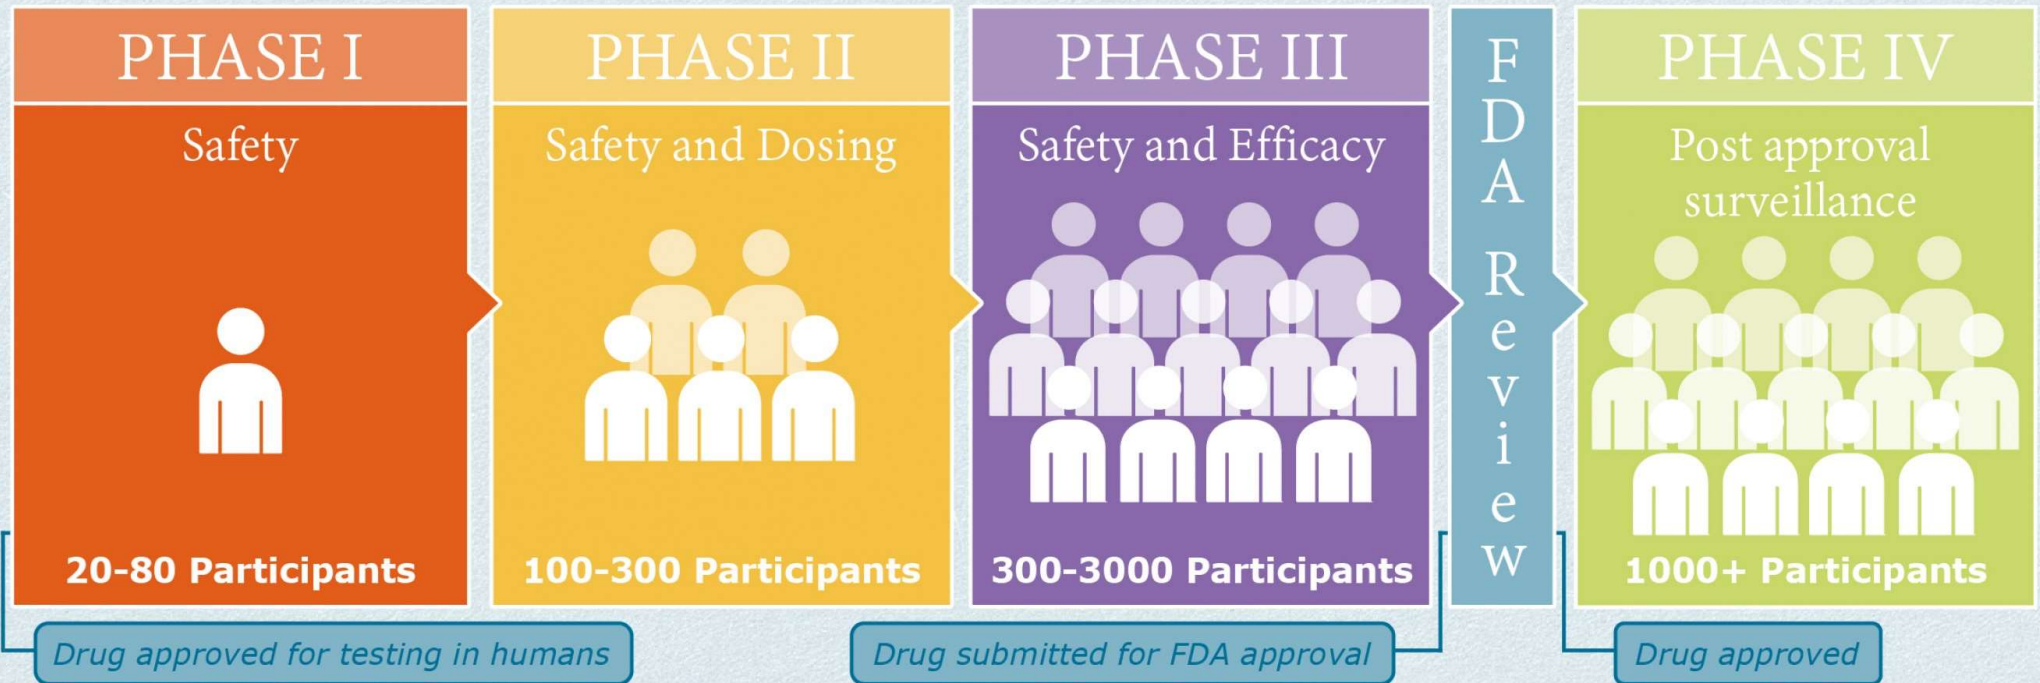 PHASE I
Safety
20-80 Participants
PHASE II
Safety and Dosing
100-300 Participants
PHASE III
Safety and Efficacy
300-3000 Participants
FDA Review
PHASE IV
Post approval
surveillance
1000+ Participants
Drug approved for testing in humans
Drug submitted for FDA approval
Drug approved